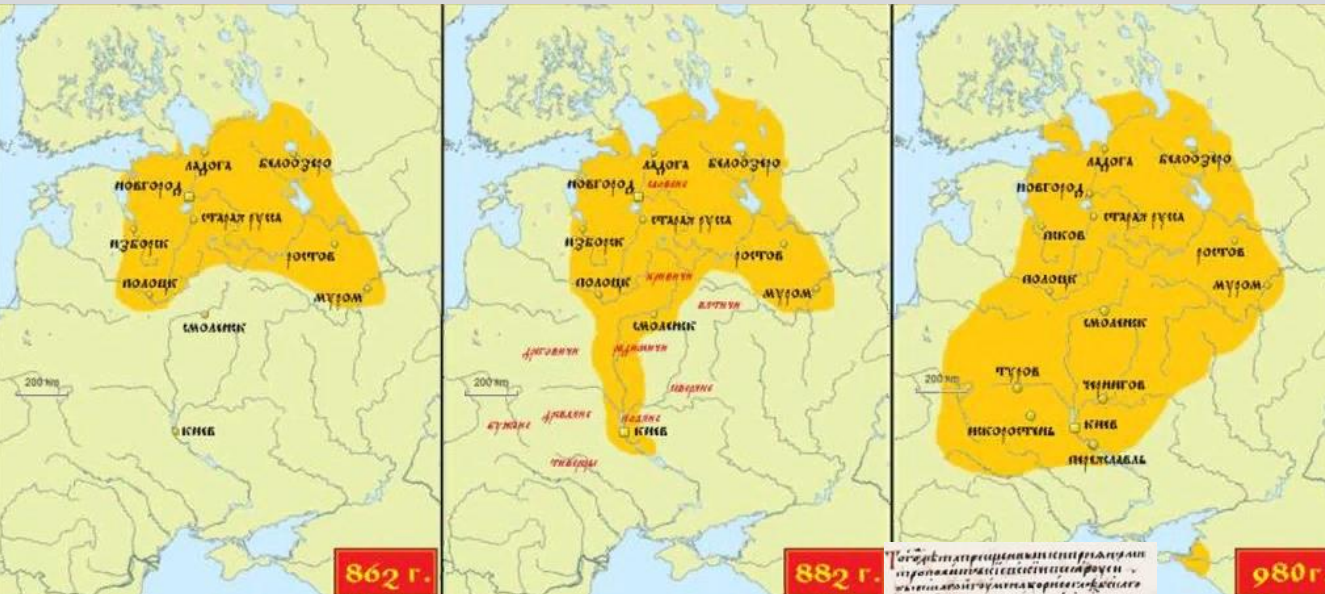 ладога
белоозеро
новгород
старая русса
изборск
ростов
полоцк
муром
смоленск
200 km
киев
862 г.
ладога
белоозеро
новгород
словене
старая русса
изборск
ростов
полоцк
кривичи
муром
вятичи
смоленск
дреговичи
радимичи
200 km
северяне
древляне
поляне
бужане
киев
тиверцы
882 г.
ладога
белоозеро
новгород
старая русса
псков
ростов
полоцк
муром
смоленск
туров
200 km
чернигов
искоростень
киев
переяславль
980 г